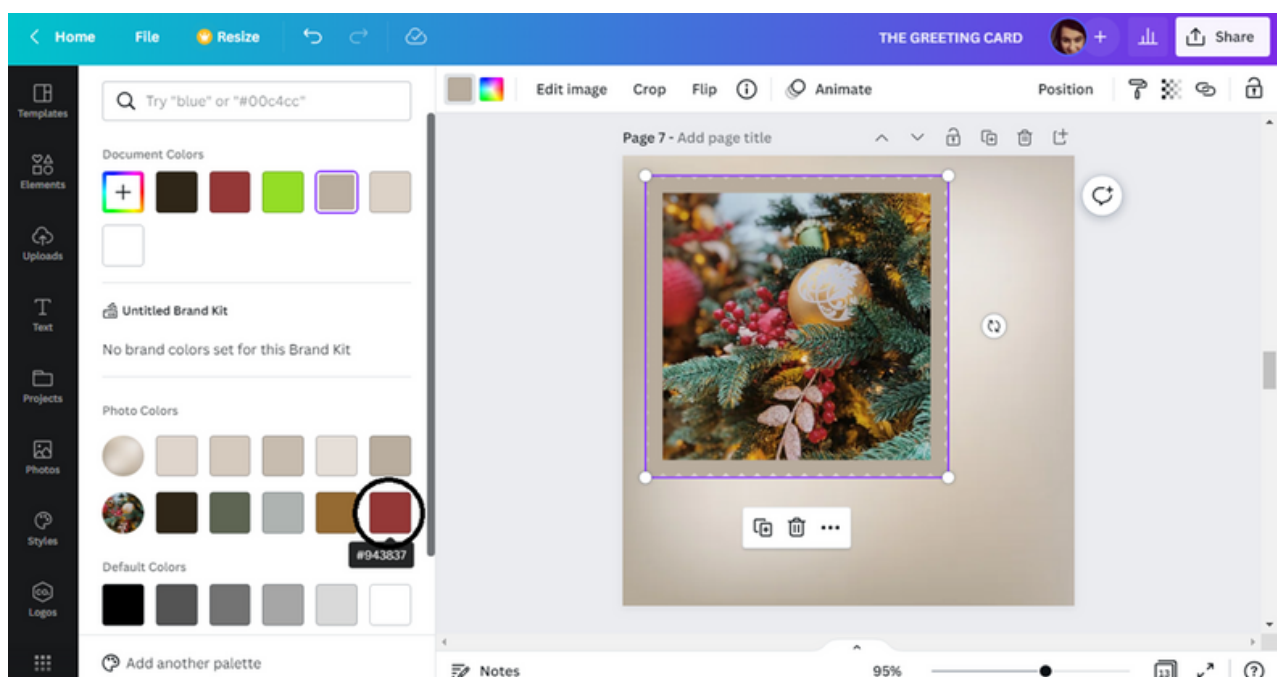 Home File Resize THE GREETING CARD + Share
Templates
Elements
Uploads
Text
Projects
Photos
Styles
CO.
Logos
Try "blue" or "#00c4cc"
Document Colors
+
Untitled Brand Kit
No brand colors set for this Brand Kit
Photo Colors
#943837
Default Colors
Add another palette
Edit image Crop Flip Animate Position
Page 7 - Add page title
Notes 95% 13 ?